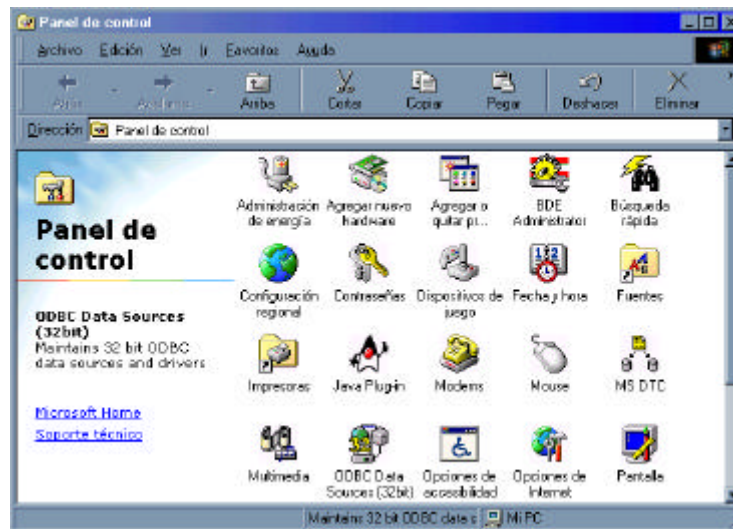 Panel de control
Archivo Edición Ver Ir Favoritos Ayuda
Atrás Adelante Arriba Cortar Copiar Pegar Deshacer Eliminar
Dirección Panel de control
Panel de control
ODBC Data Sources (32bit)
Maintains 32 bit ODBC data sources and drivers
Microsoft Home
Soporte técnico
Administración de energía
Agregar nuevo hardware
Agregar o quitar pr...
BDE Administrator
Búsqueda rápida
Configuración regional
Contraseñas
Dispositivos de juego
Fecha y hora
Fuentes
Impresoras
Java Plug-in
Modems
Mouse
MS DTC
Multimedia
ODBC Data Sources (32bit)
Opciones de accesibilidad
Opciones de Internet
Pantalla
Maintains 32 bit ODBC data s Mi PC